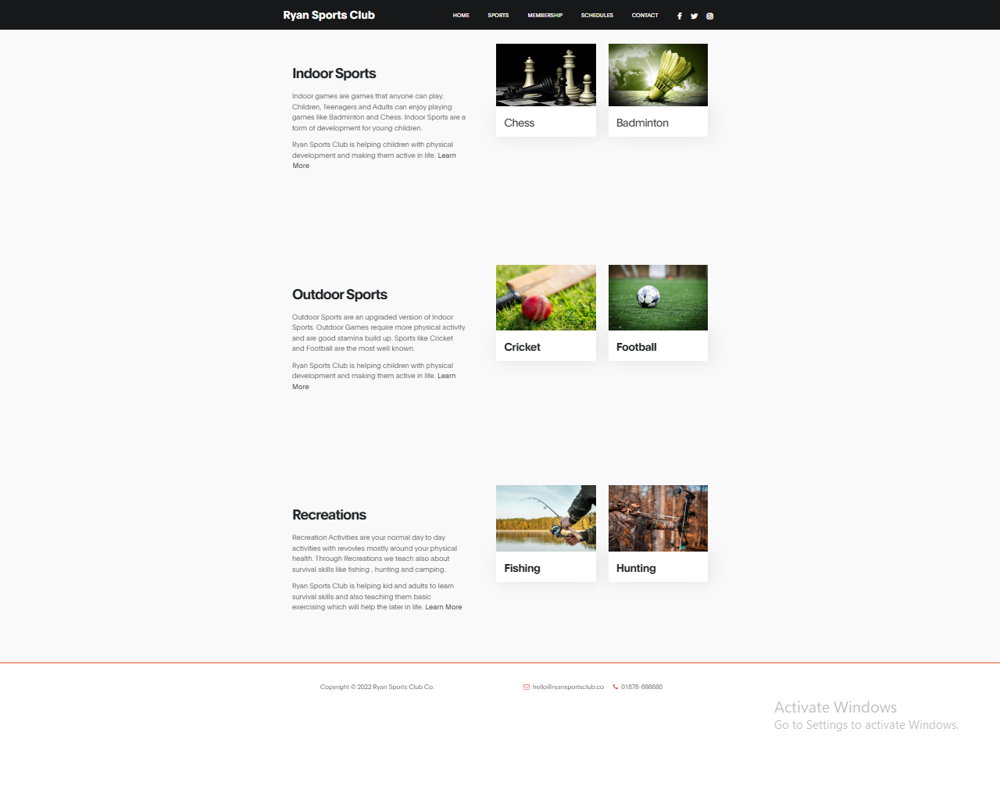 Ryan Sports Club
HOME SPORTS MEMBERSHIP SCHEDULES CONTACT
Indoor Sports
Indoor games are games that anyone can play.
Children, Teenagers and Adults can enjoy playing
games like Badminton and Chess. Indoor Sports are a
form of development for young children.
Ryan Sports Club is helping children with physical
development and making them active in life. Learn
More
Chess
Badminton
Outdoor Sports
Outdoor Sports are an upgraded version of Indoor
Sports. Outdoor Games require more physical activity
and are good stamina build up. Sports like Cricket
and Football are the most well known.
Ryan Sports Club is helping children with physical
development and making them active in life. Learn
More
Cricket
Football
Recreations
Recreation Activities are your normal day to day
activities with revovles mostly around your physical
health. Through Recreations we teach also about
survival skills like fishing , hunting and camping.
Ryan Sports Club is helping kid and adults to learn
survival skills and also teaching them basic
exercising which will help the later in life. Learn More
Fishing
Hunting
Copyright © 2022 Ryan Sports Club Co.
hello@ryansportsclub.co 01878-698680
Activate Windows
Go to Settings to activate Windows.